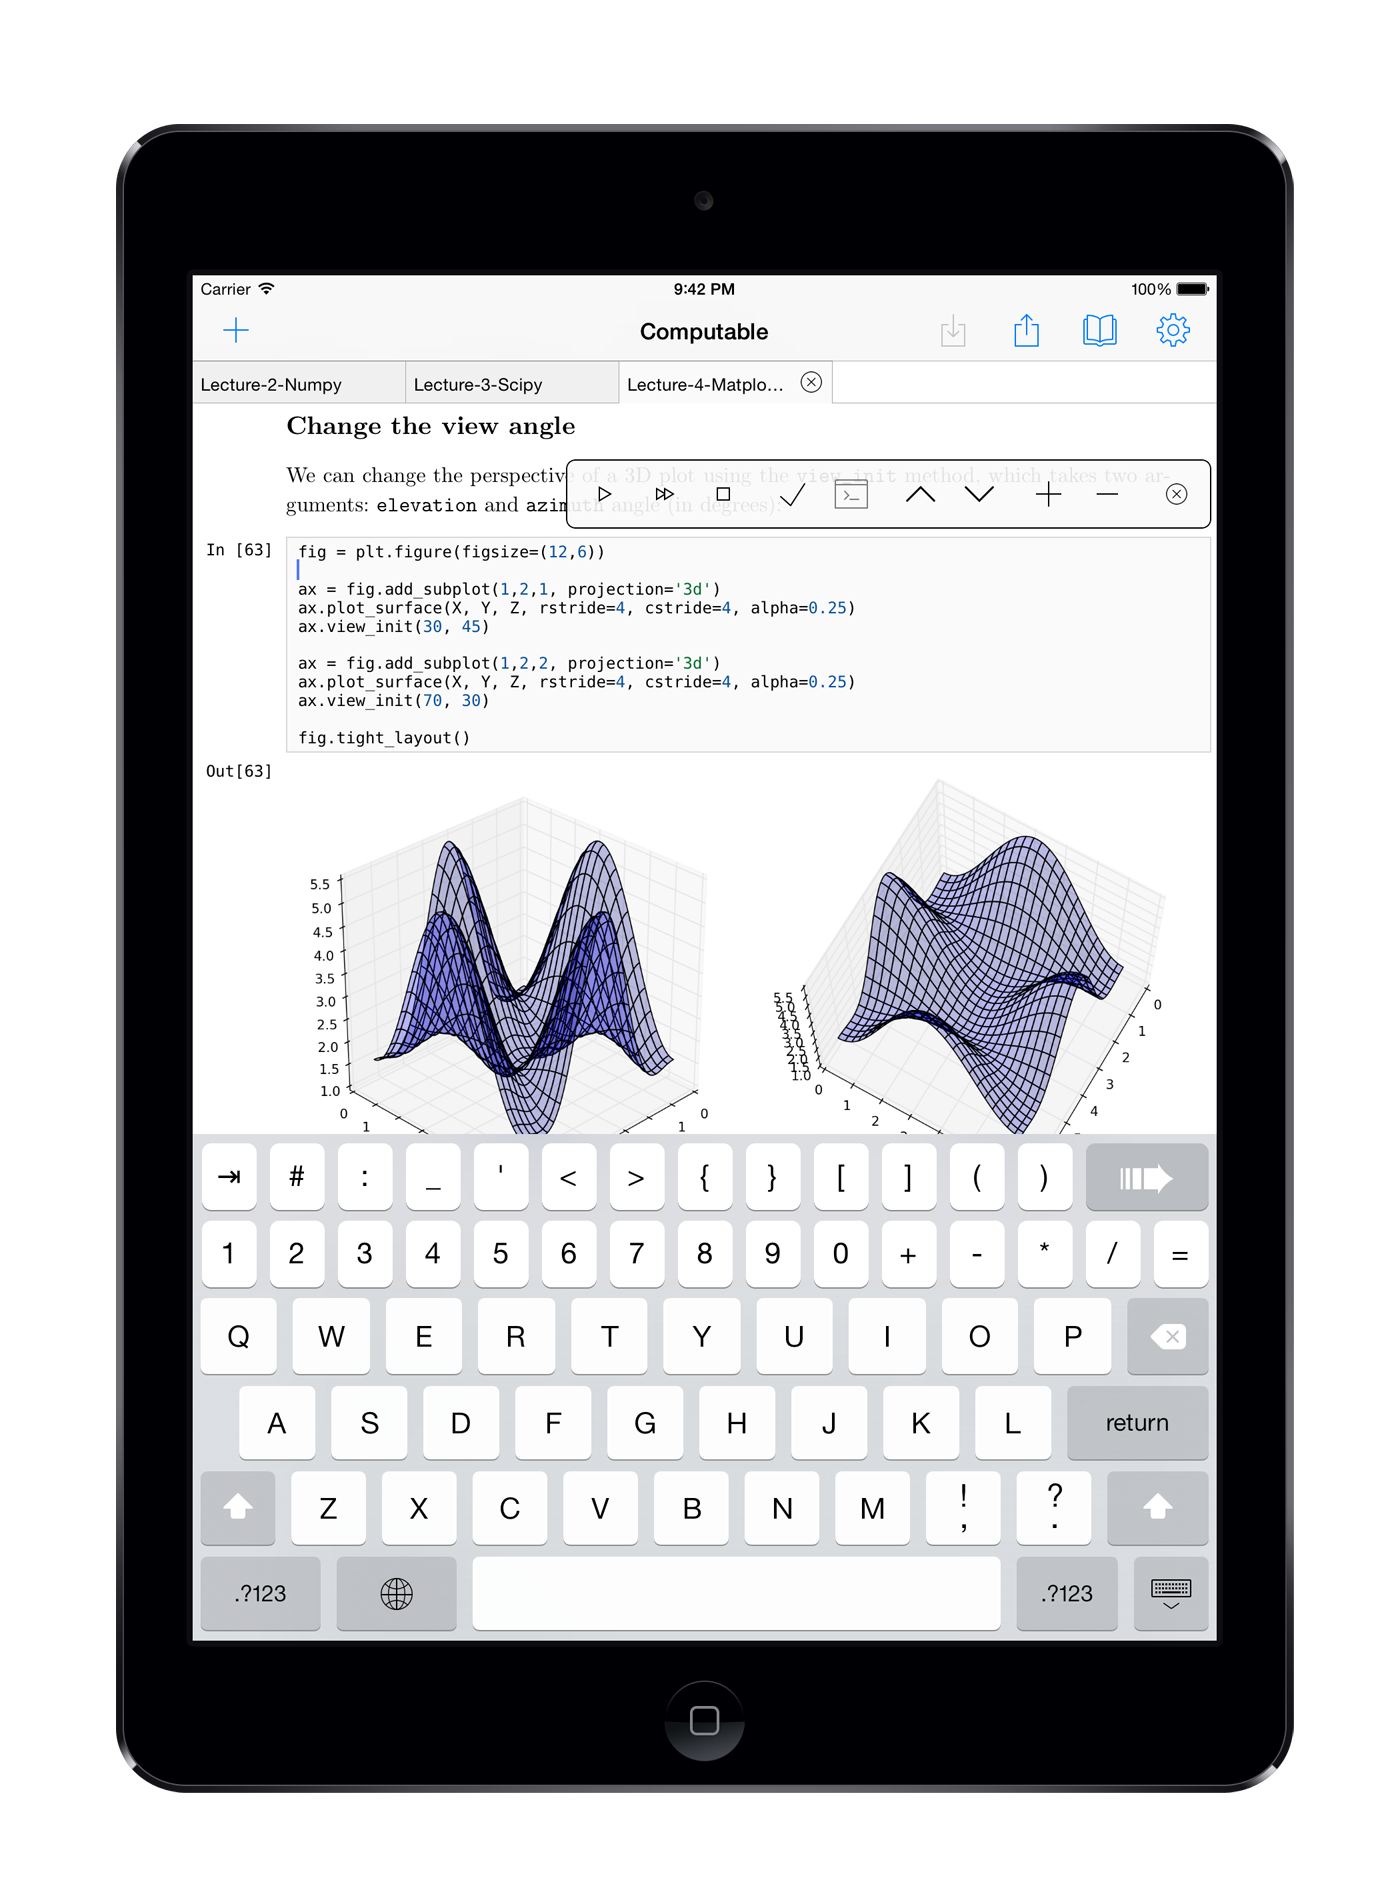 Carrier 9:42 PM 100%
Computable
Lecture-2-Numpy Lecture-3-Scipy Lecture-4-Matplo...
Change the view angle
We can change the perspective of a 3D plot using the view_init method, which takes two ar-
guments: elevation and azimuth angle (in degrees):
In [63]
fig = plt.figure(figsize=(12,6))
ax = fig.add_subplot(1,2,1, projection='3d')
ax.plot_surface(X, Y, Z, rstride=4, cstride=4, alpha=0.25)
ax.view_init(30, 45)
ax = fig.add_subplot(1,2,2, projection='3d')
ax.plot_surface(X, Y, Z, rstride=4, cstride=4, alpha=0.25)
ax.view_init(70, 30)
fig.tight_layout()
Out[63]
5.5
5.0
4.5
4.0
3.5
3.0
2.5
2.0
1.5
1.0
0
1
1
0
5.5
5.0
4.5
4.0
3.5
3.0
2.5
2.0
1.5
1.0
0
1
2
0
1
2
3
4
# : _ ' < > { } [ ] ( )
1 2 3 4 5 6 7 8 9 0 + - * / =
Q W E R T Y U I O P
A S D F G H J K L return
Z X C V B N M ! , ? .
.?123 .?123